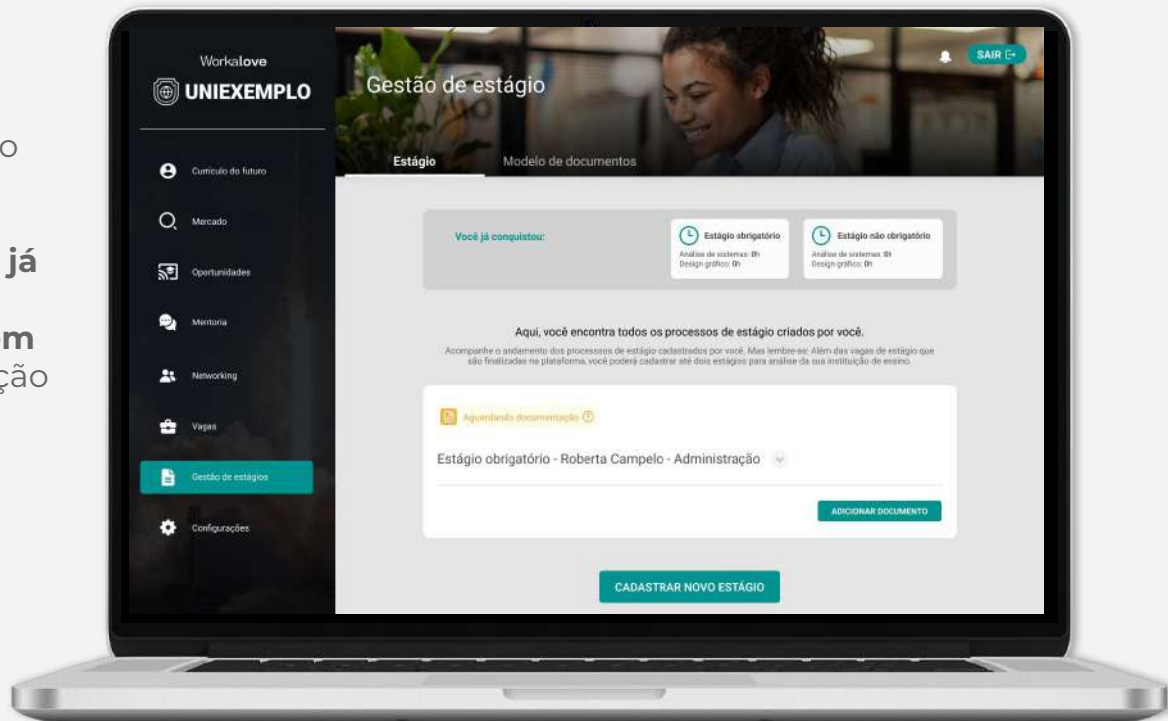 o
já
em
ção
Workalove
UNIEXEMPLO
Currículo do futuro
Mercado
Oportunidades
Mentoria
Networking
Vagas
Gestão de estágios
Configurações
Gestão de estágio
SAIR
Estágio
Modelo de documentos
Você já conquistou:
Estágio obrigatório
Análise de sistemas: 0h
Design gráfico: 0h
Estágio não obrigatório
Análise de sistemas: 0h
Design gráfico: 0h
Aqui, você encontra todos os processos de estágio criados por você.
Acompanhe o andamento dos processos de estágio cadastrados por você. Mas lembre-se: Além das vagas de estágio que
são finalizadas na plataforma, você poderá cadastrar até dois estágios para análise da sua instituição de ensino.
Aguardando documentação
Estágio obrigatório - Roberta Campelo - Administração
ADICIONAR DOCUMENTO
CADASTRAR NOVO ESTÁGIO